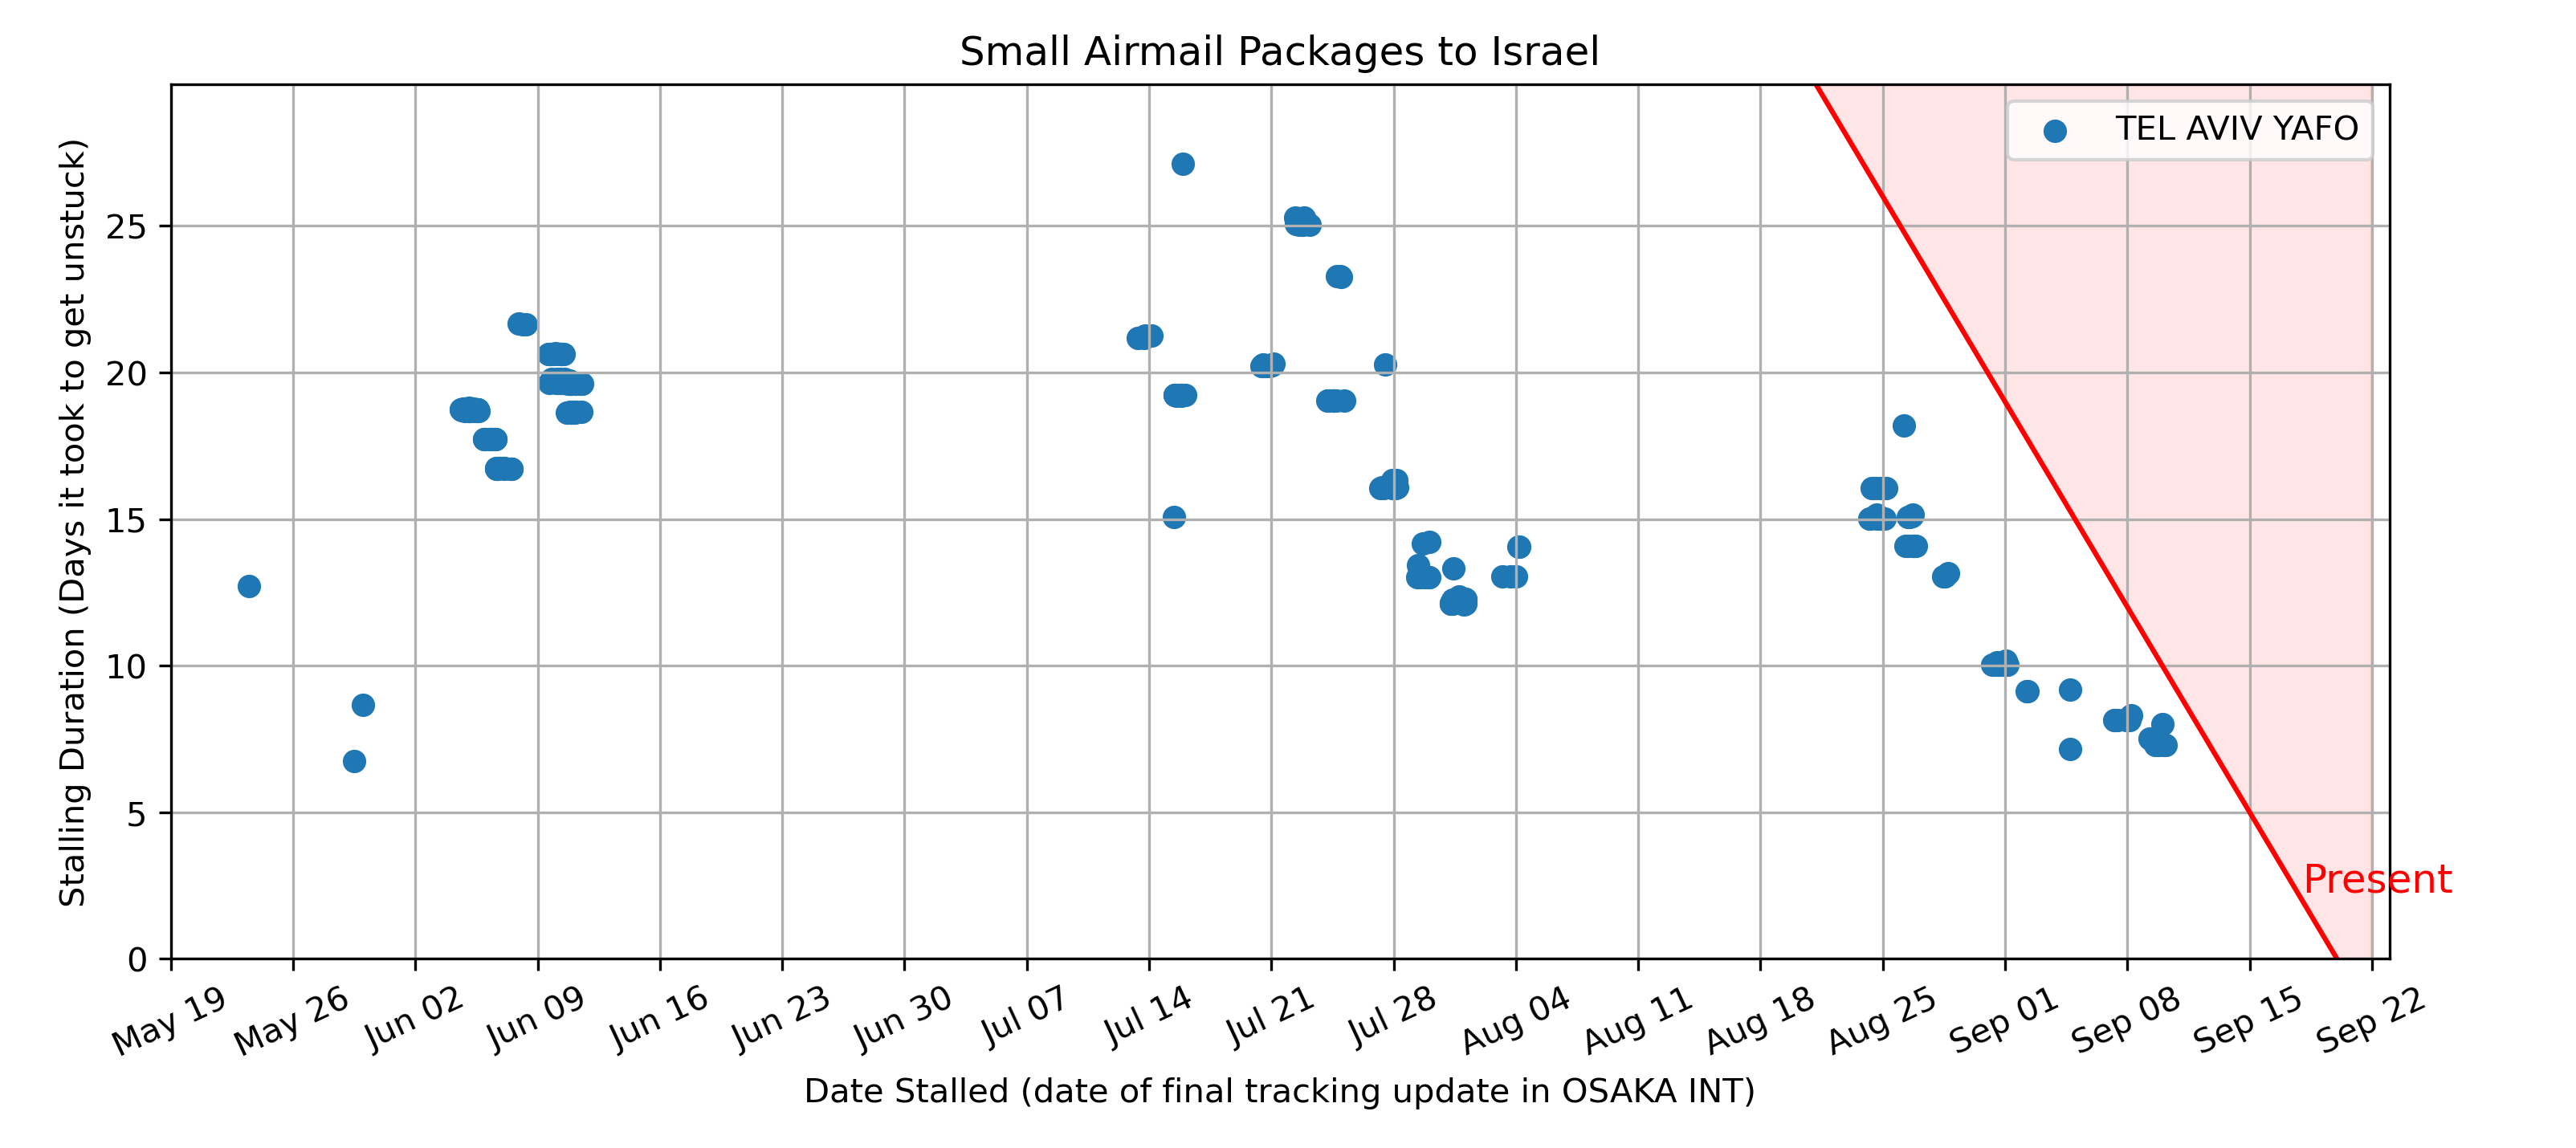 Small Airmail Packages to Israel
TEL AVIV YAFO
Stalling Duration (Days it took to get unstuck)
25
20
15
10
5
0
Present
May 19
May 26
Jun 02
Jun 09
Jun 16
Jun 23
Jun 30
Jul 07
Jul 14
Jul 21
Jul 28
Aug 04
Aug 11
Aug 18
Aug 25
Sep 01
Sep 08
Sep 15
Sep 22
Date Stalled (date of final tracking update in OSAKA INT)